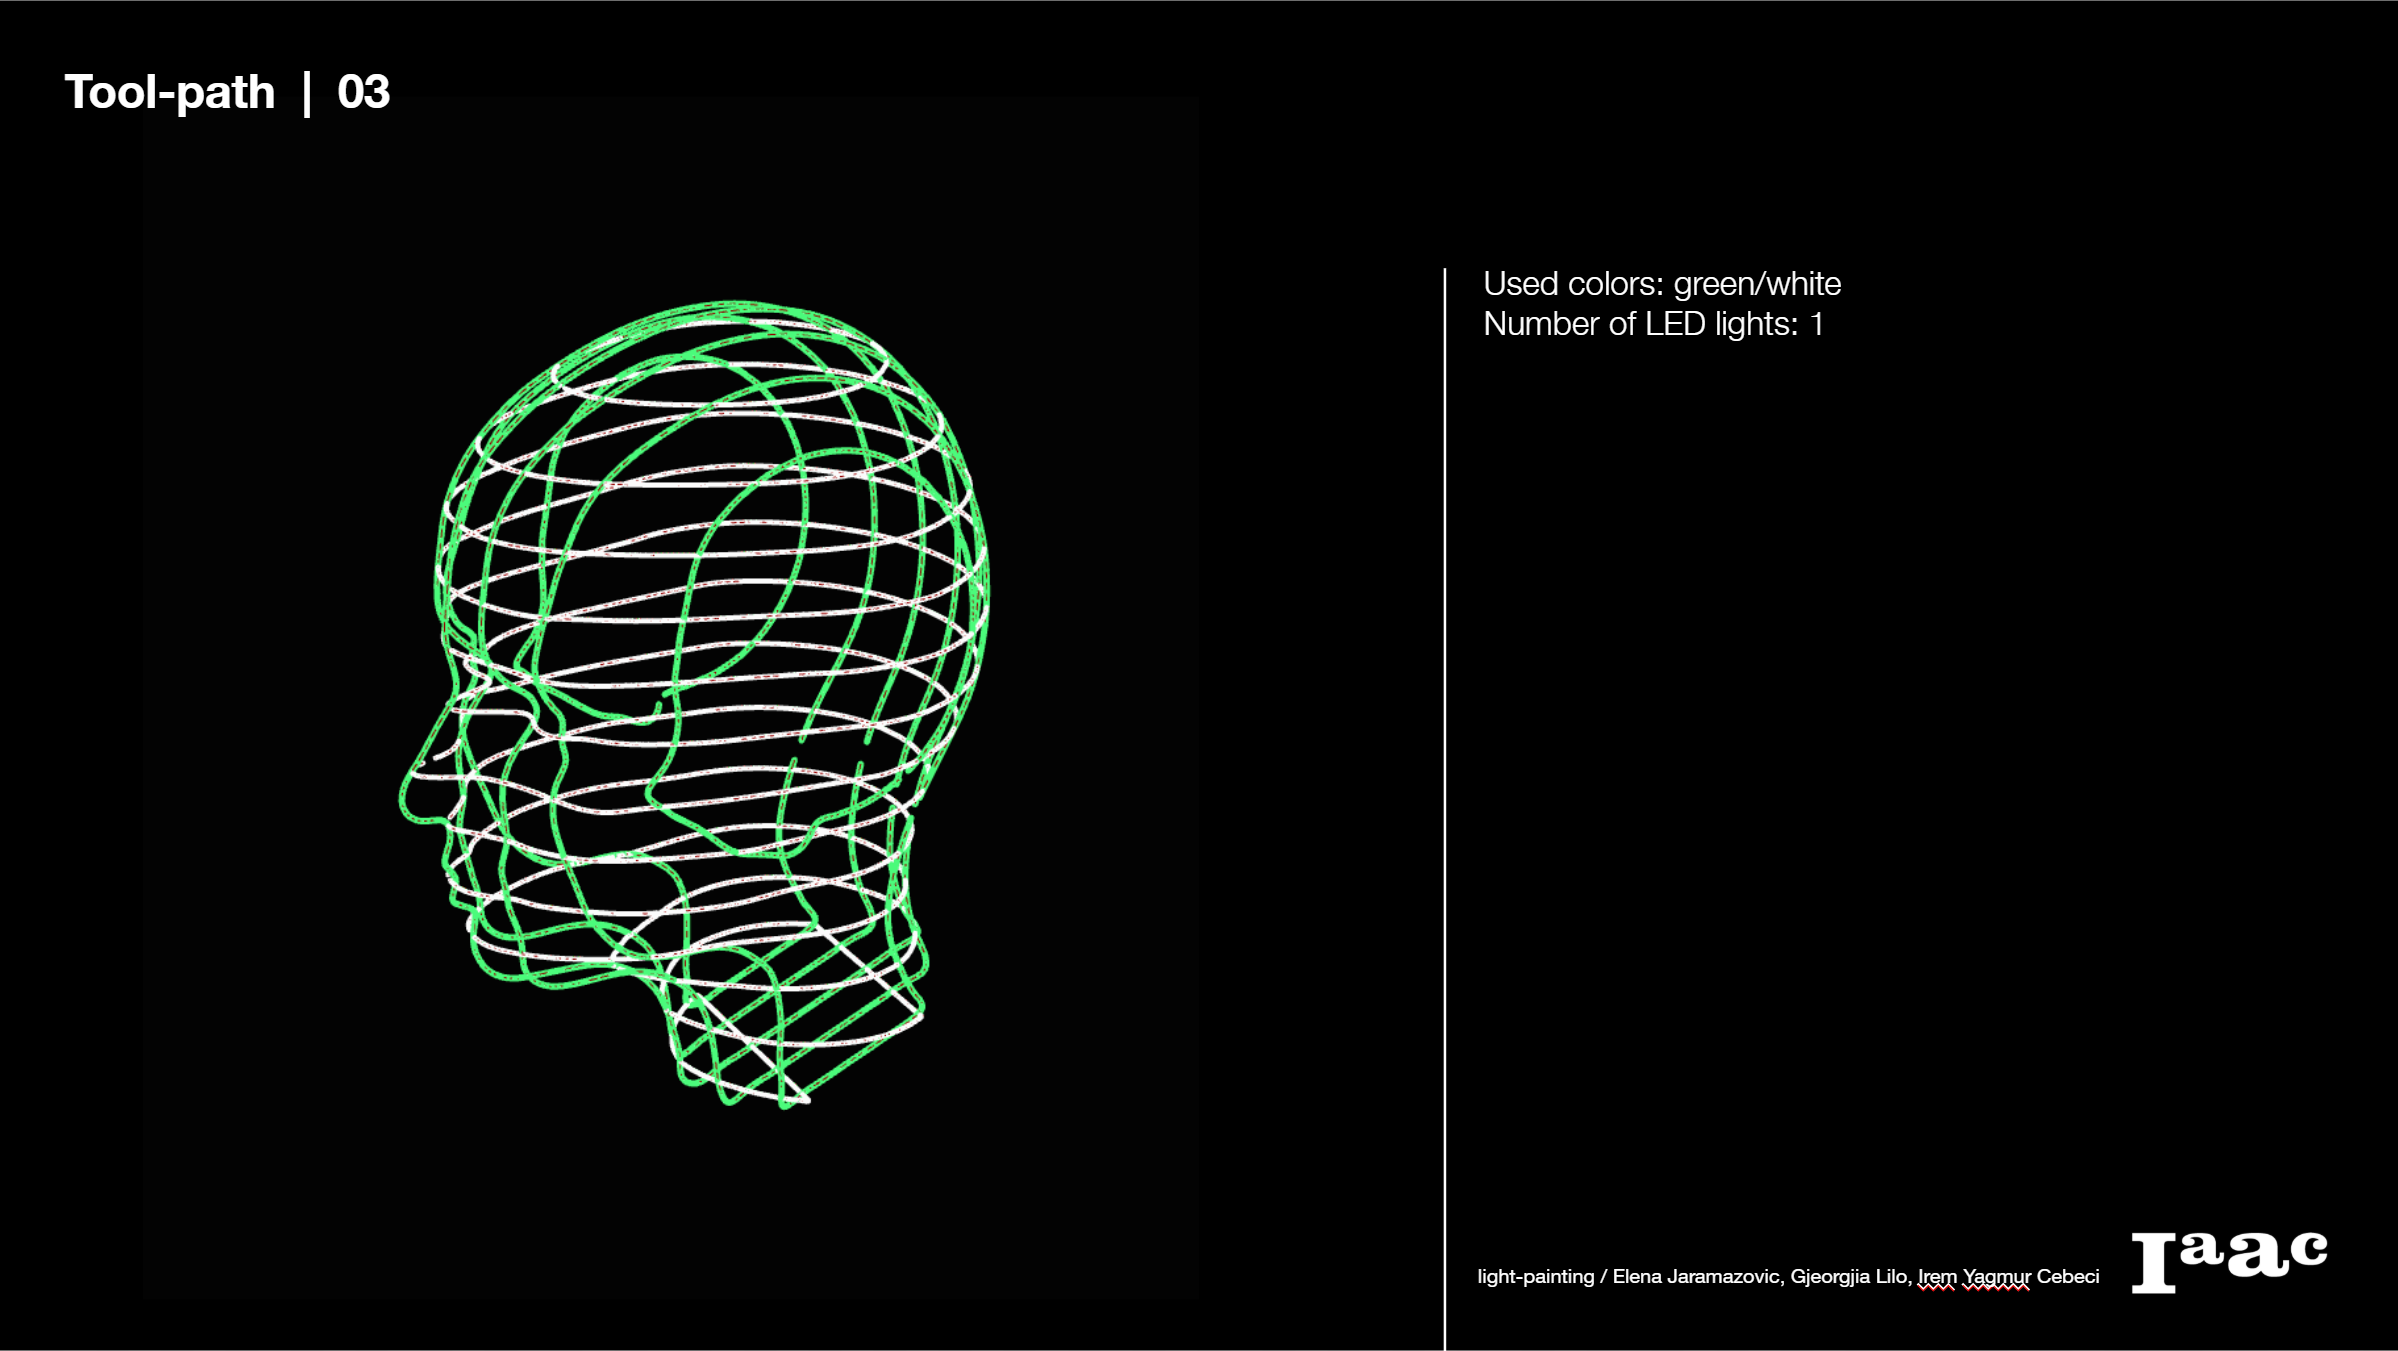 Tool-path | 03
Used colors: green/white
Number of LED lights: 1
light-painting / Elena Jaramazovic, Gjeorgjia Lilo, Irem Yagmur Cebeci
Iaac